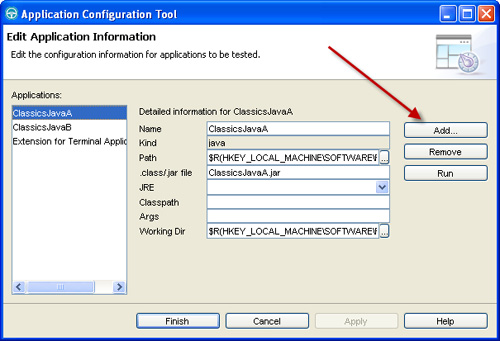 Application Configuration Tool
Edit Application Information
Edit the configuration information for applications to be tested.
Applications:
ClassicsJavaA
ClassicsJavaB
Extension for Terminal Applic
Detailed information for ClassicsJavaA
Name ClassicsJavaA
Kind java
Path $R(HKEY_LOCAL_MACHINE\SOFTWARE\ ...
.class/.jar file ClassicsJavaA.jar
JRE
Classpath
Args
Working Dir $R(HKEY_LOCAL_MACHINE\SOFTWARE\ ...
Add...
Remove
Run
Finish Cancel Apply Help